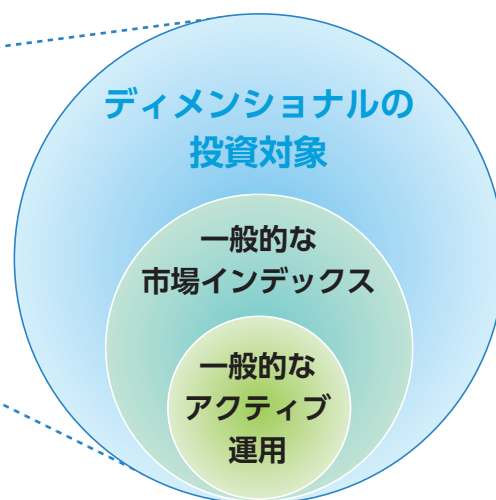 ディメンショナルの
投資対象
一般的な
市場インデックス
一般的な
アクティブ
運用